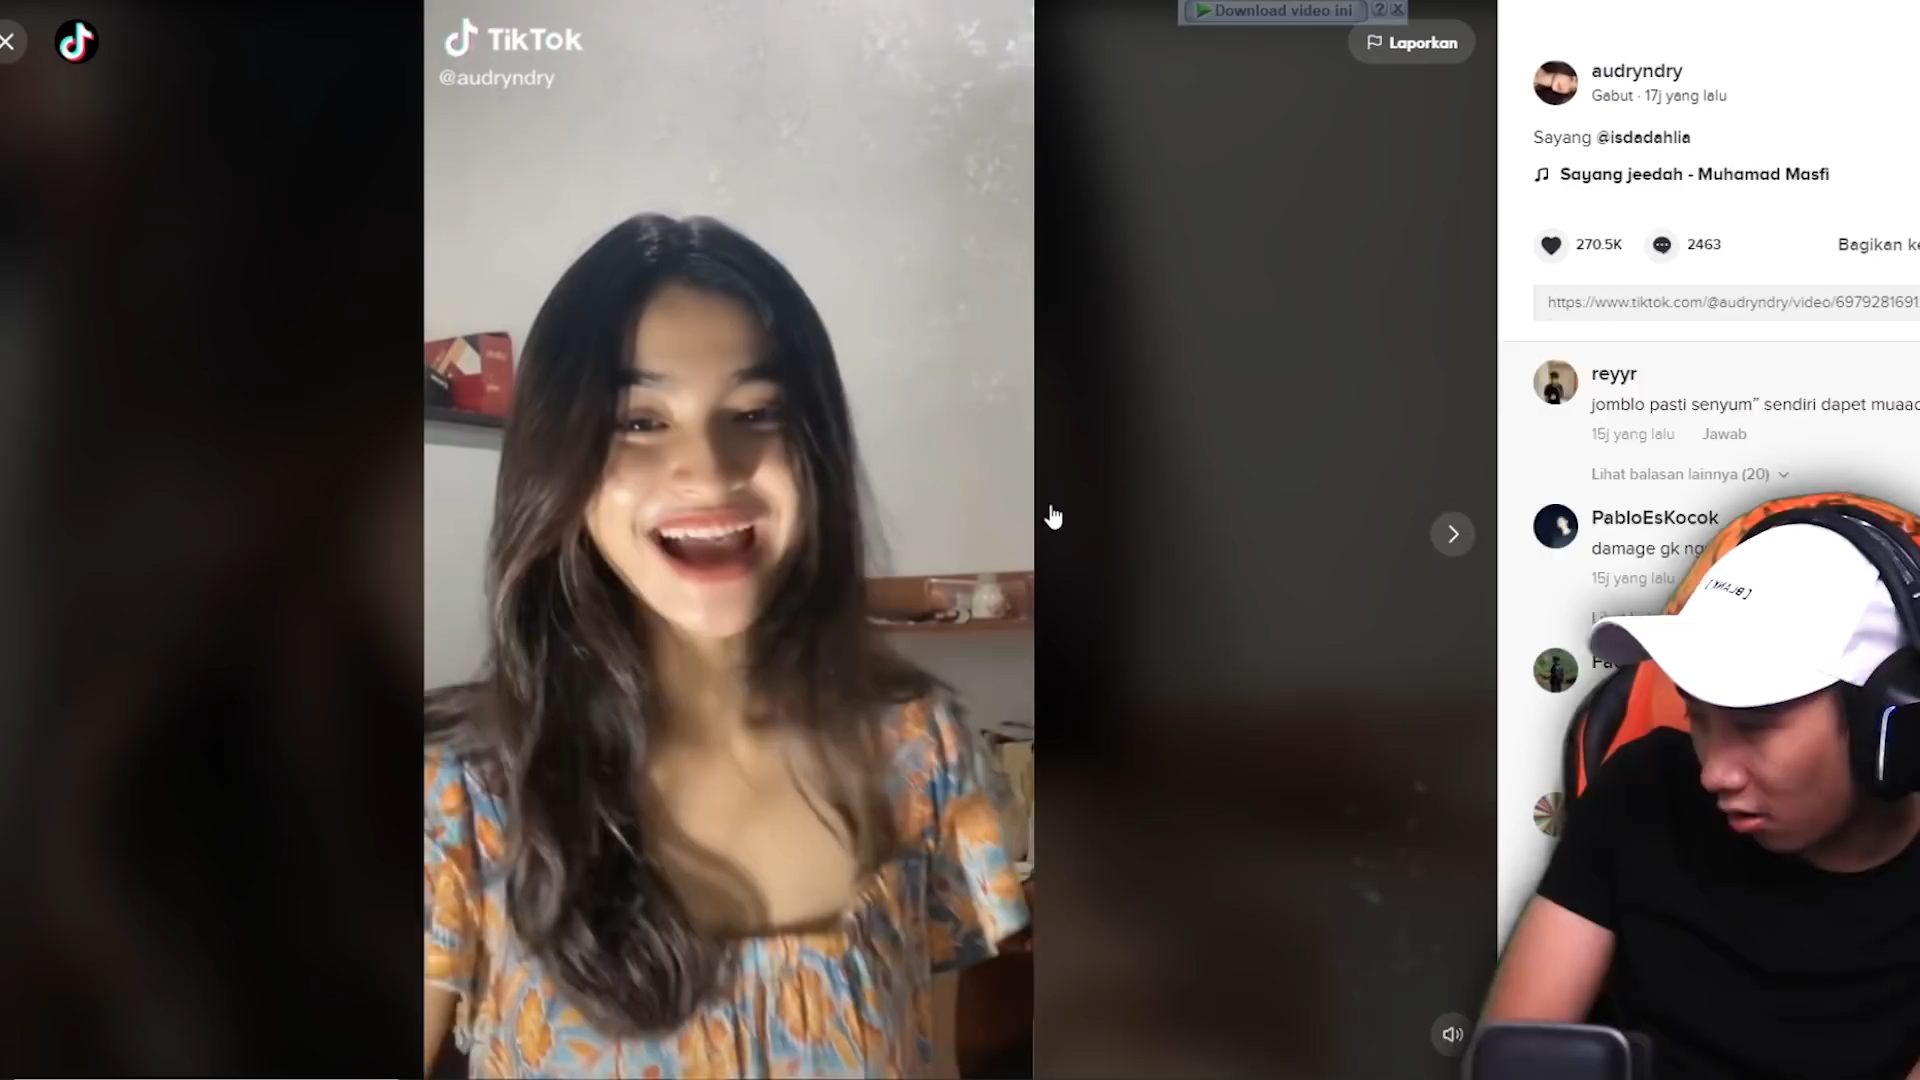 Download video ini
TikTok
@audryndry
Laporkan
audryndry
Gabut · 17j yang lalu
Sayang @isdadahlia
Sayang jeedah - Muhamad Masfi
270.5K
2463
Bagikan
https://www.tiktok.com/@audryndry/video/6979281691
reyyr
jomblo pasti senyum” sendiri dapet
15j yang lalu
Jawab
Lihat balasan lainnya (20)
PabloEsKocok
damage gk
15j yang lalu
[BLANK]